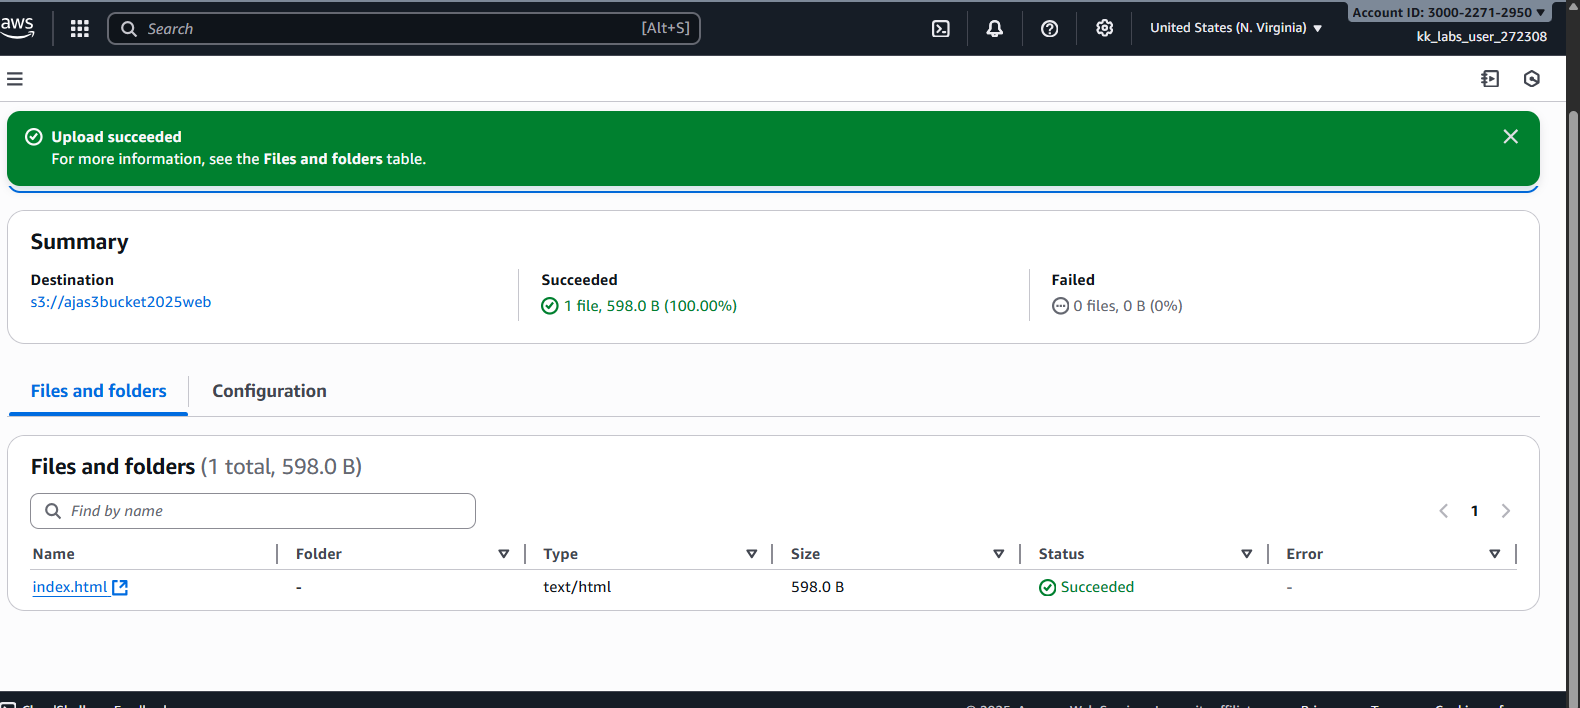 aws
Search [Alt+S]
United States (N. Virginia) ▼
Account ID: 3000-2271-2950 ▼
kk_labs_user_272308
Upload succeeded
For more information, see the Files and folders table.
Summary
Destination
s3://ajas3bucket2025web
Succeeded
1 file, 598.0 B (100.00%)
Failed
0 files, 0 B (0%)
Files and folders Configuration
Files and folders (1 total, 598.0 B)
Find by name
1
Name Folder Type Size Status Error
index.html - text/html 598.0 B Succeeded -